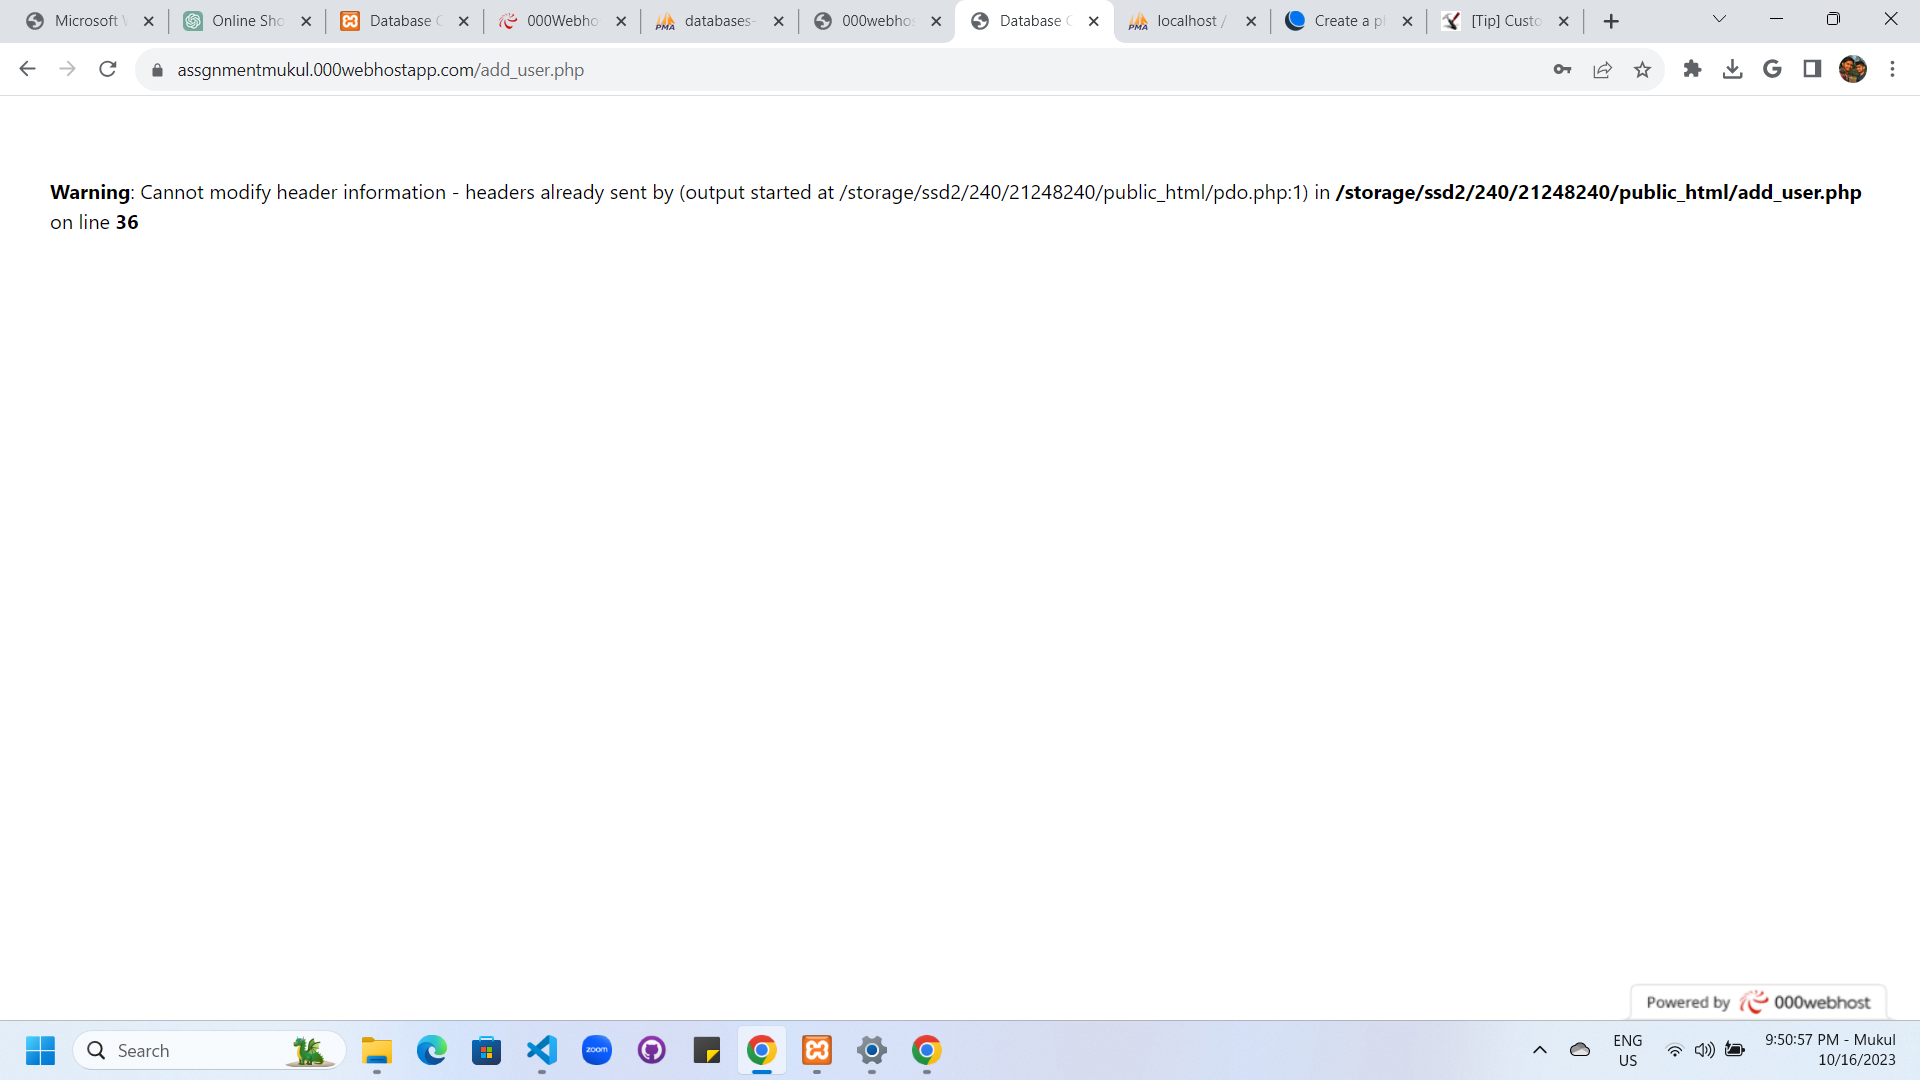 Microsoft W
Online Sho
Database C
000Webho
databases-
000webhos
Database C
localhost /
Create a pl
[Tip] Custo
assgnmentmukul.000webhostapp.com/add_user.php
Warning: Cannot modify header information - headers already sent by (output started at /storage/ssd2/240/21248240/public_html/pdo.php:1) in /storage/ssd2/240/21248240/public_html/add_user.php
on line 36
Powered by 000webhost
Search
zoom
ENG
US
9:50:57 PM - Mukul
10/16/2023